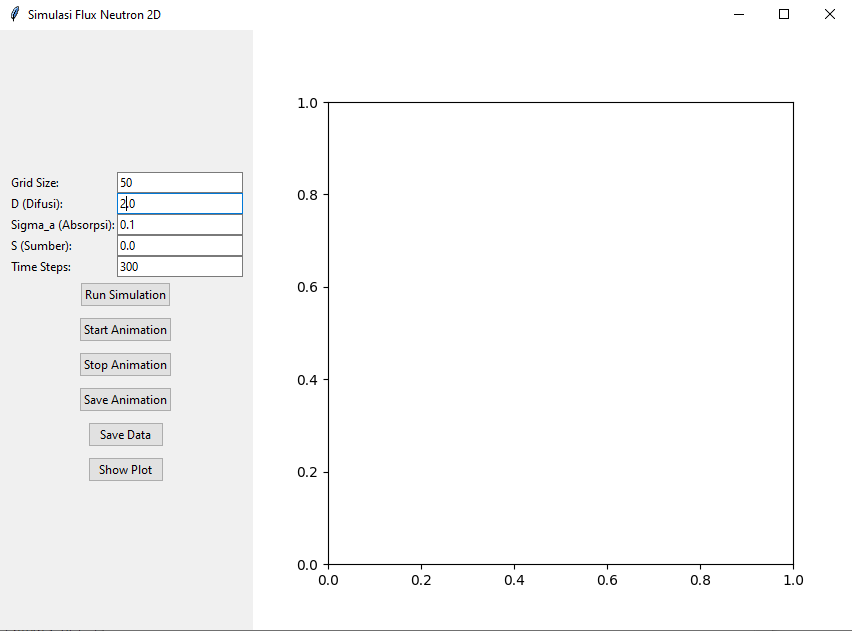 Simulasi Flux Neutron 2D
Grid Size: 50
D (Difusi): 2.0
Sigma_a (Absorpsi): 0.1
S (Sumber): 0.0
Time Steps: 300
Run Simulation
Start Animation
Stop Animation
Save Animation
Save Data
Show Plot
1.0
0.8
0.6
0.4
0.2
0.0
0.0 0.2 0.4 0.6 0.8 1.0